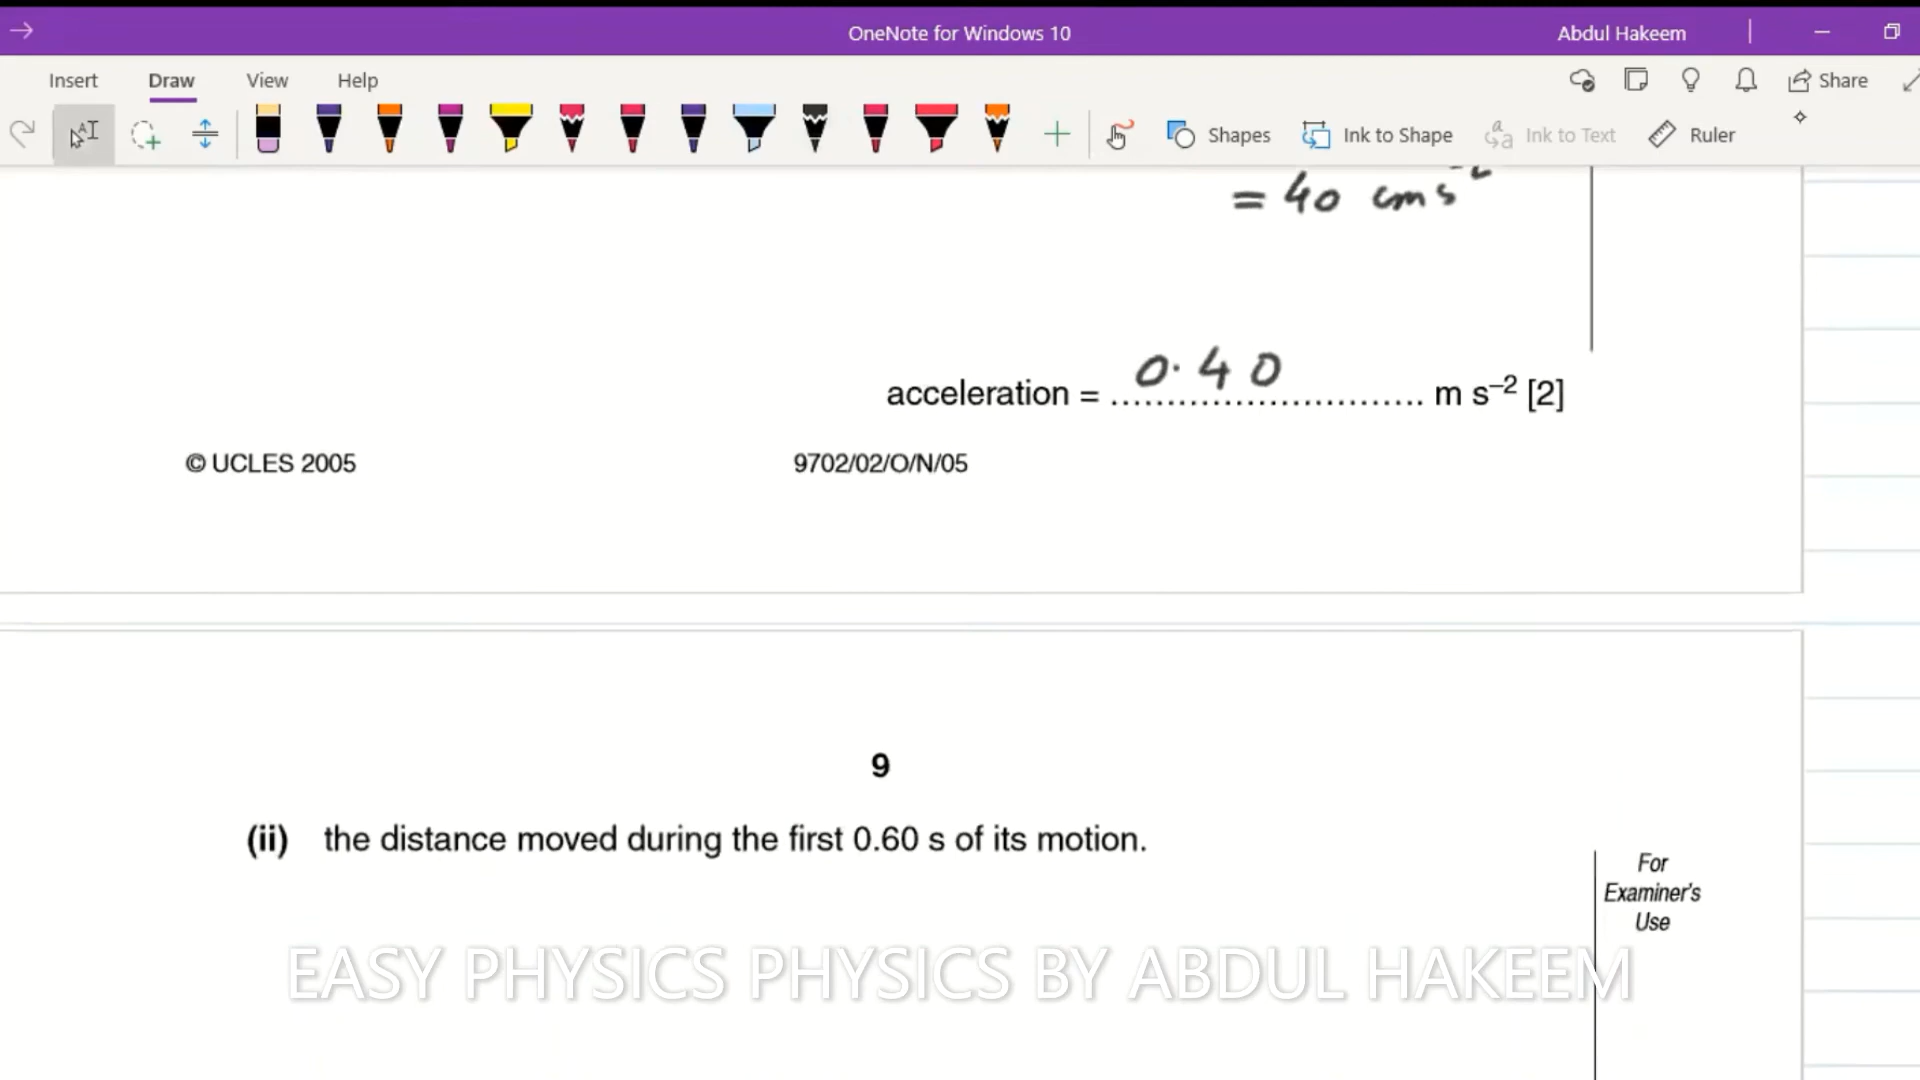 OneNote for Windows 10
Abdul Hakeem
Insert Draw View Help
Share
Shapes Ink to Shape Ink to Text Ruler
= 40 cm s⁻²
acceleration = 0.40 m s⁻² [2]
© UCLES 2005 9702/02/O/N/05
9
(ii) the distance moved during the first 0.60 s of its motion.
For
Examiner's
Use
EASY PHYSICS PHYSICS BY ABDUL HAKEEM